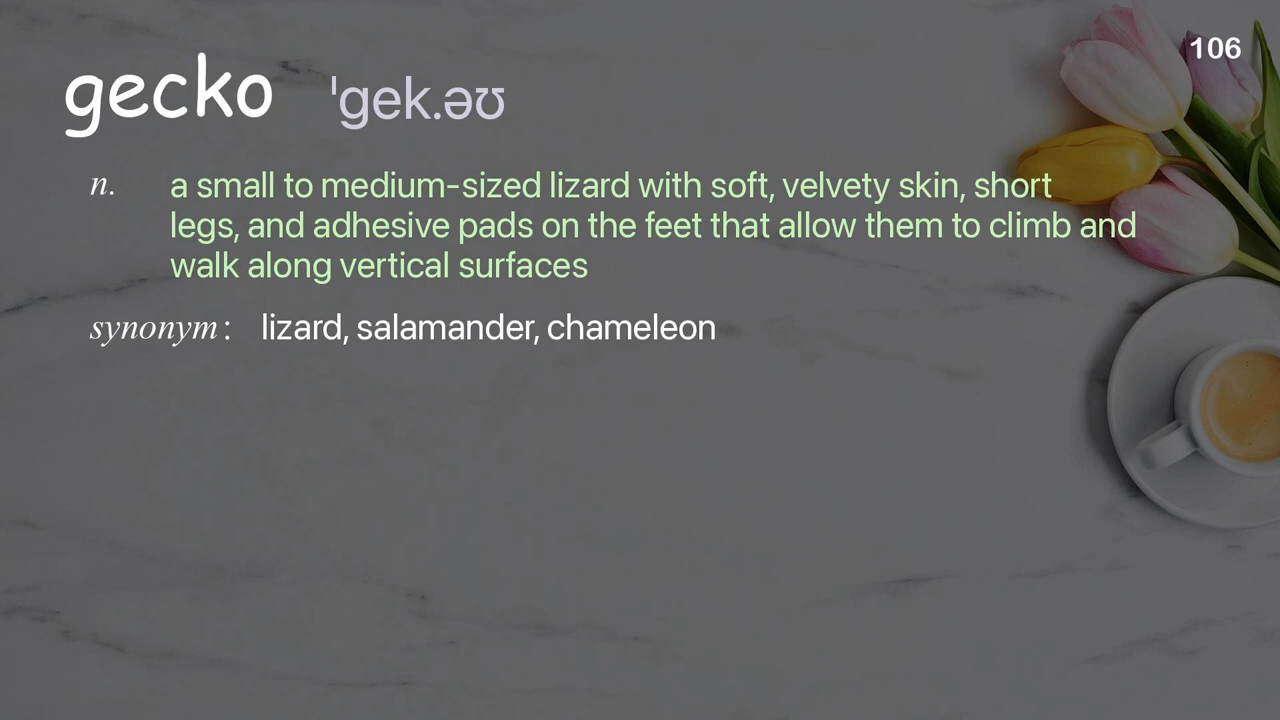 106
gecko ˈgek.əʊ
n. a small to medium-sized lizard with soft, velvety skin, short
legs, and adhesive pads on the feet that allow them to climb and
walk along vertical surfaces
synonym: lizard, salamander, chameleon